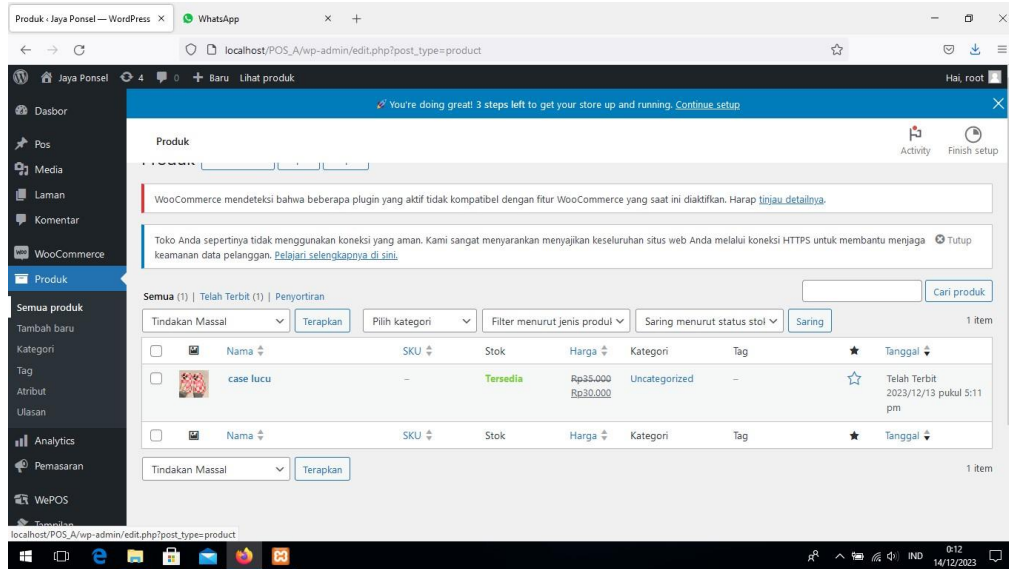 Produk ‹ Jaya Ponsel — WordPress
WhatsApp
localhost/POS_A/wp-admin/edit.php?post_type=product
Jaya Ponsel 4 0 Baru Lihat produk Hai, root
🚀 You're doing great! 3 steps left to get your store up and running. Continue setup
Dasbor
Pos
Media
Laman
Komentar
WooCommerce
Produk
Semua produk
Tambah baru
Kategori
Tag
Atribut
Ulasan
Analytics
Pemasaran
WePOS
Tampilan
Produk
Activity
Finish setup
Produk
WooCommerce mendeteksi bahwa beberapa plugin yang aktif tidak kompatibel dengan fitur WooCommerce yang saat ini diaktifkan. Harap tinjau detailnya.
Toko Anda sepertinya tidak menggunakan koneksi yang aman. Kami sangat menyarankan menyajikan keseluruhan situs web Anda melalui koneksi HTTPS untuk membantu menjaga
keamanan data pelanggan. Pelajari selengkapnya di sini.
Tutup
Cari produk
Semua (1) | Telah Terbit (1) | Penyortiran
Tindakan Massal Terapkan Pilih kategori Filter menurut jenis produk Saring menurut status stok Saring 1 item
Nama SKU Stok Harga Kategori Tag ★ Tanggal
case lucu – Tersedia Rp35.000 Uncategorized – Telah Terbit
Rp30.000 2023/12/13 pukul 5:11
pm
Nama SKU Stok Harga Kategori Tag ★ Tanggal
Tindakan Massal Terapkan 1 item
localhost/POS_A/wp-admin/edit.php?post_type=product
IND
0:12
14/12/2023